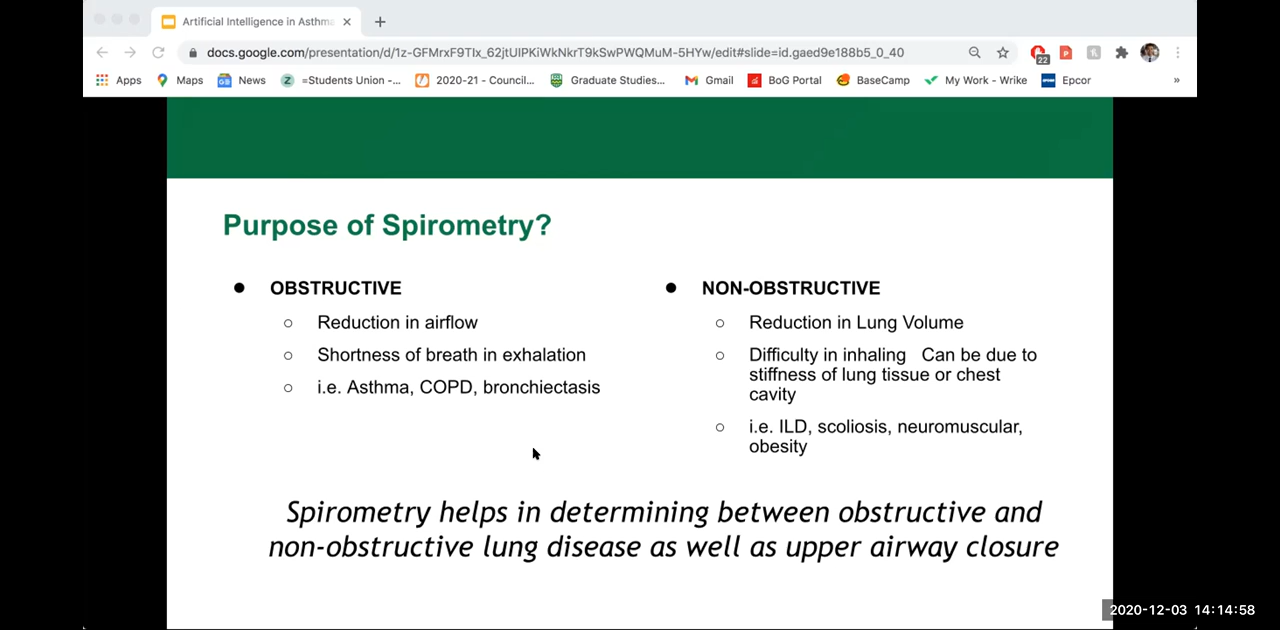 Artificial Intelligence in Asthma
docs.google.com/presentation/d/1z-GFMrxF9TIx_62jtUIPKiWkNkrT9kSwPWQMuM-5HYw/edit#slide=id.gaed9e188b5_0_40
22
Apps Maps News =Students Union -... 2020-21 - Council... Graduate Studies... Gmail BoG Portal BaseCamp My Work - Wrike Epcor »
Purpose of Spirometry?
● OBSTRUCTIVE
○ Reduction in airflow
○ Shortness of breath in exhalation
○ i.e. Asthma, COPD, bronchiectasis
● NON-OBSTRUCTIVE
○ Reduction in Lung Volume
○ Difficulty in inhaling Can be due to
stiffness of lung tissue or chest
cavity
○ i.e. ILD, scoliosis, neuromuscular,
obesity
Spirometry helps in determining between obstructive and
non-obstructive lung disease as well as upper airway closure
2020-12-03 14:14:58